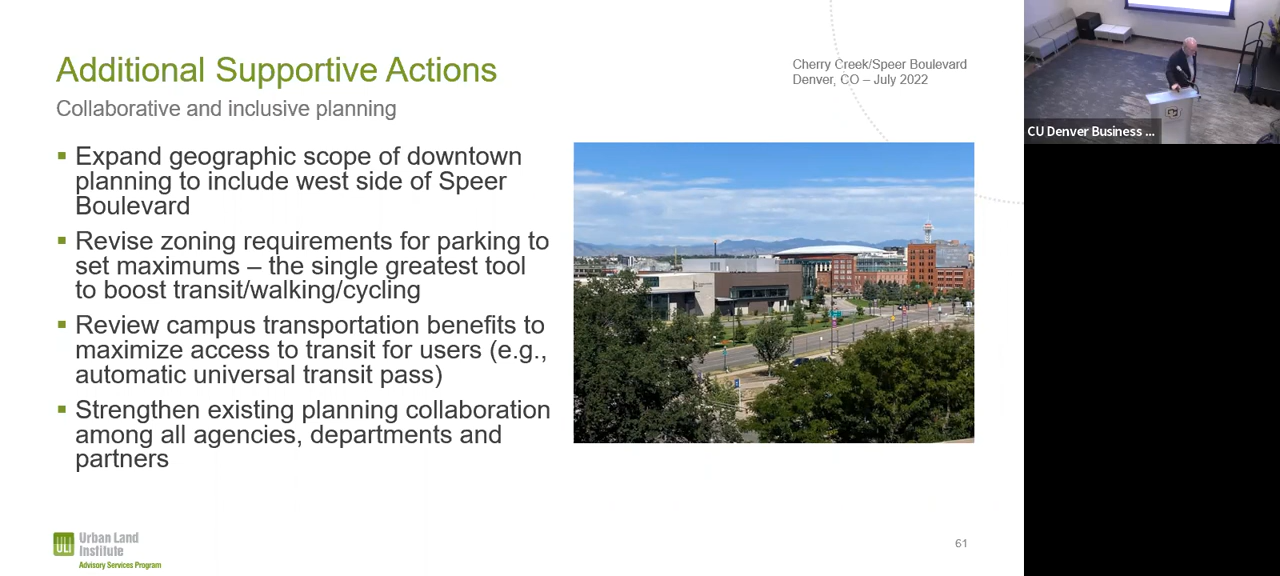 Additional Supportive Actions
Collaborative and inclusive planning
Cherry Creek/Speer Boulevard
Denver, CO – July 2022
▪ Expand geographic scope of downtown
planning to include west side of Speer
Boulevard
▪ Revise zoning requirements for parking to
set maximums – the single greatest tool
to boost transit/walking/cycling
▪ Review campus transportation benefits to
maximize access to transit for users (e.g.,
automatic universal transit pass)
▪ Strengthen existing planning collaboration
among all agencies, departments and
partners
CU Denver Business ...
ULI
Urban Land
Institute
Advisory Services Program
61